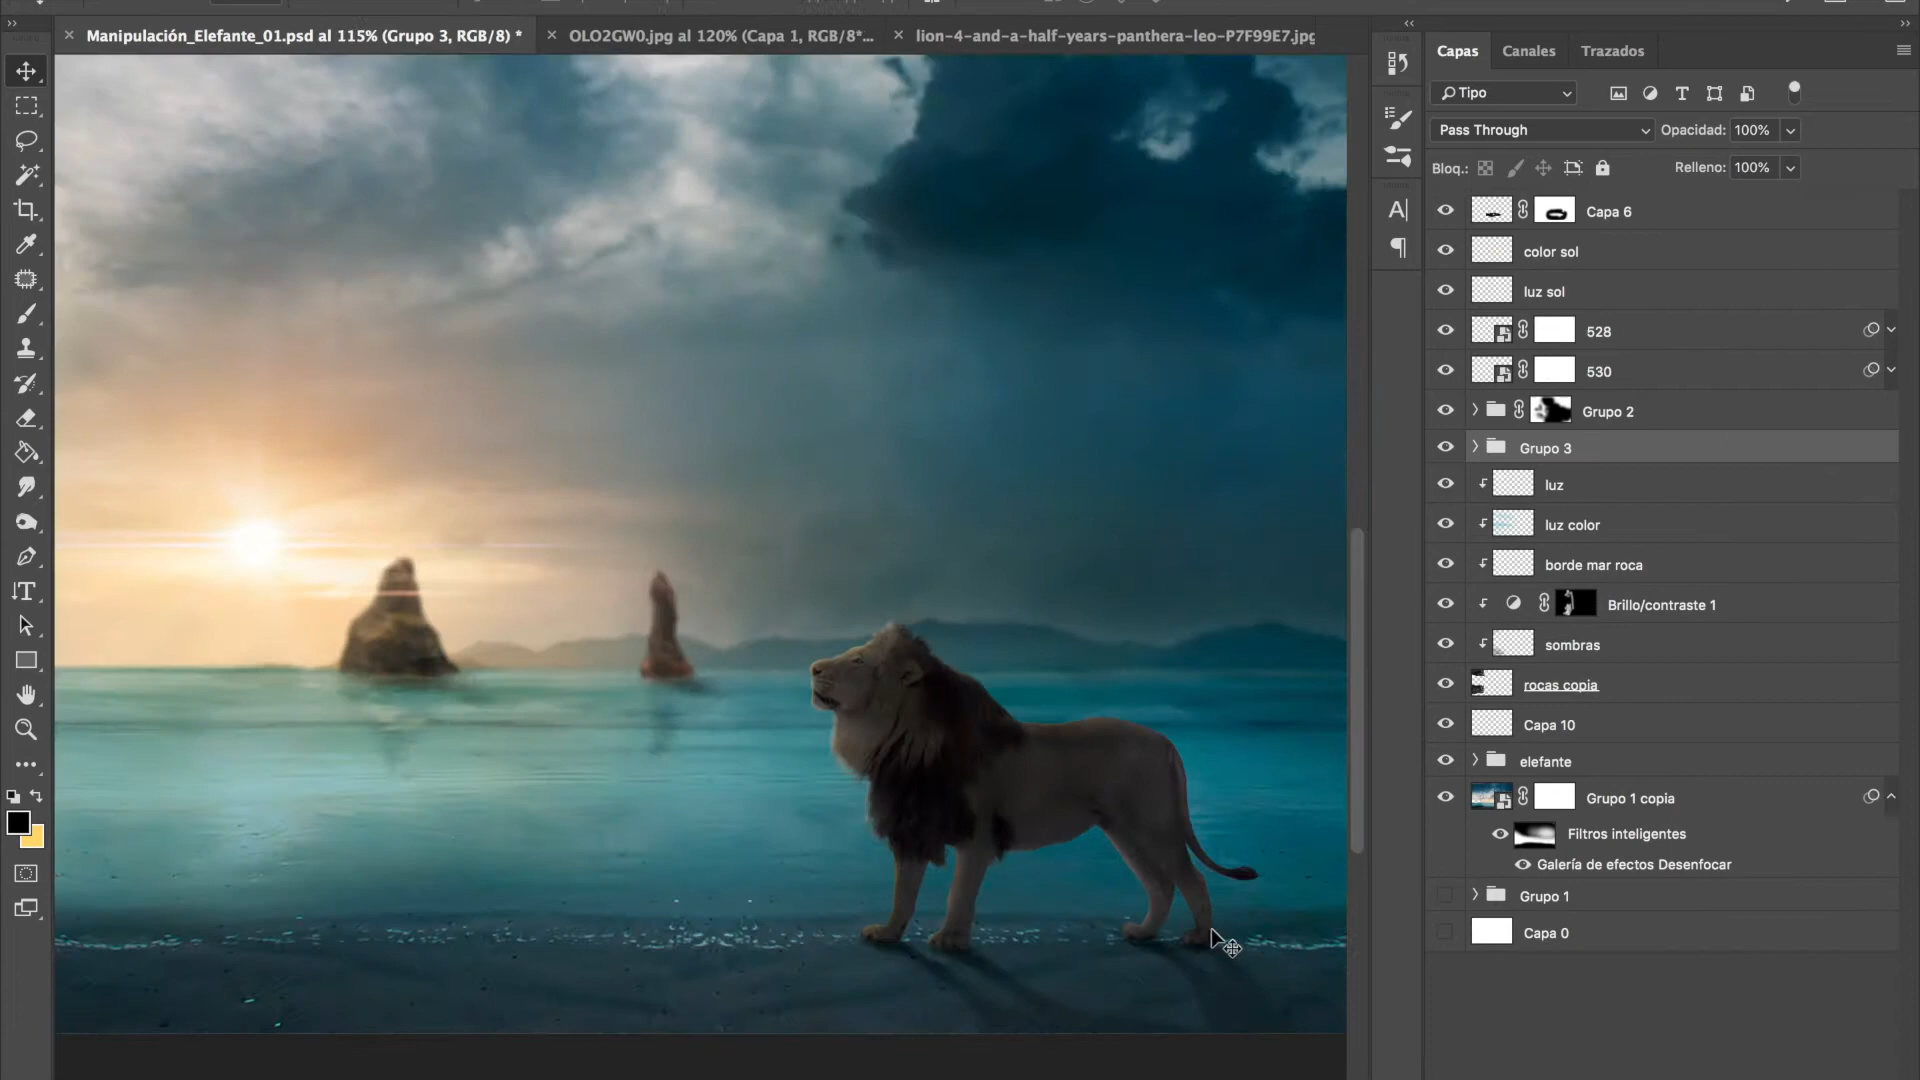 Manipulación_Elefante_01.psd al 115% (Grupo 3, RGB/8) *
OLO2GW0.jpg al 120% (Capa 1, RGB/8*...
lion-4-and-a-half-years-panthera-leo-P7F99E7.jpg
Capas
Canales
Trazados
Tipo
Pass Through
Opacidad: 100%
Bloq.:
Relleno: 100%
Capa 6
color sol
luz sol
528
530
Grupo 2
Grupo 3
luz
luz color
borde mar roca
Brillo/contraste 1
sombras
rocas copia
Capa 10
elefante
Grupo 1 copia
Filtros inteligentes
Galería de efectos Desenfocar
Grupo 1
Capa 0